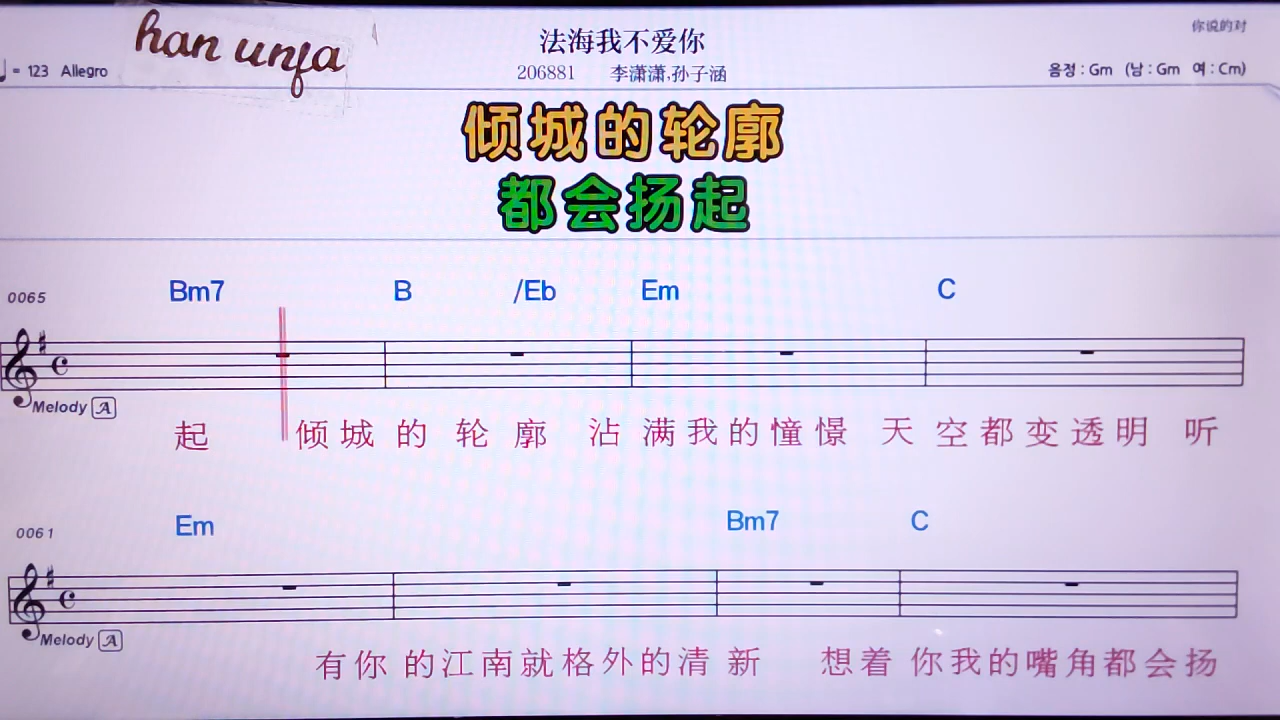 han unja
法海我不爱你
你说的对
♩ = 123 Allegro
206881 李潇潇,孙子涵
음정 : Gm (남 : Gm 여 : Cm)
倾城的轮廓
都会扬起
0065 Bm7 B /Eb Em C
Melody A
起 倾城的轮廓 沾满我的憧憬 天空都变透明 听
0061 Em Bm7 C
Melody A
有你的江南就格外的清新 想着你我的嘴角都会扬